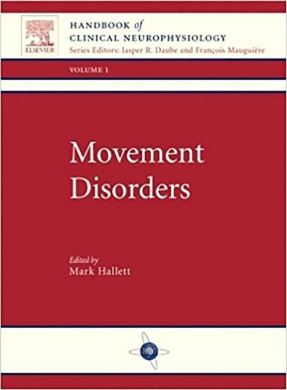 ELSEVIER
HANDBOOK of
CLINICAL NEUROPHYSIOLOGY
Series Editors: Jasper R. Daube and François Mauguière
VOLUME 1
Movement
Disorders
Edited by
Mark Hallett